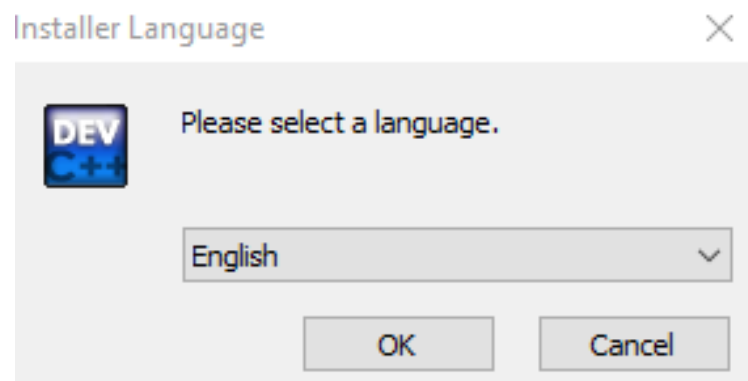 Installer Language
DEV
C++
Please select a language.
English
OK
Cancel